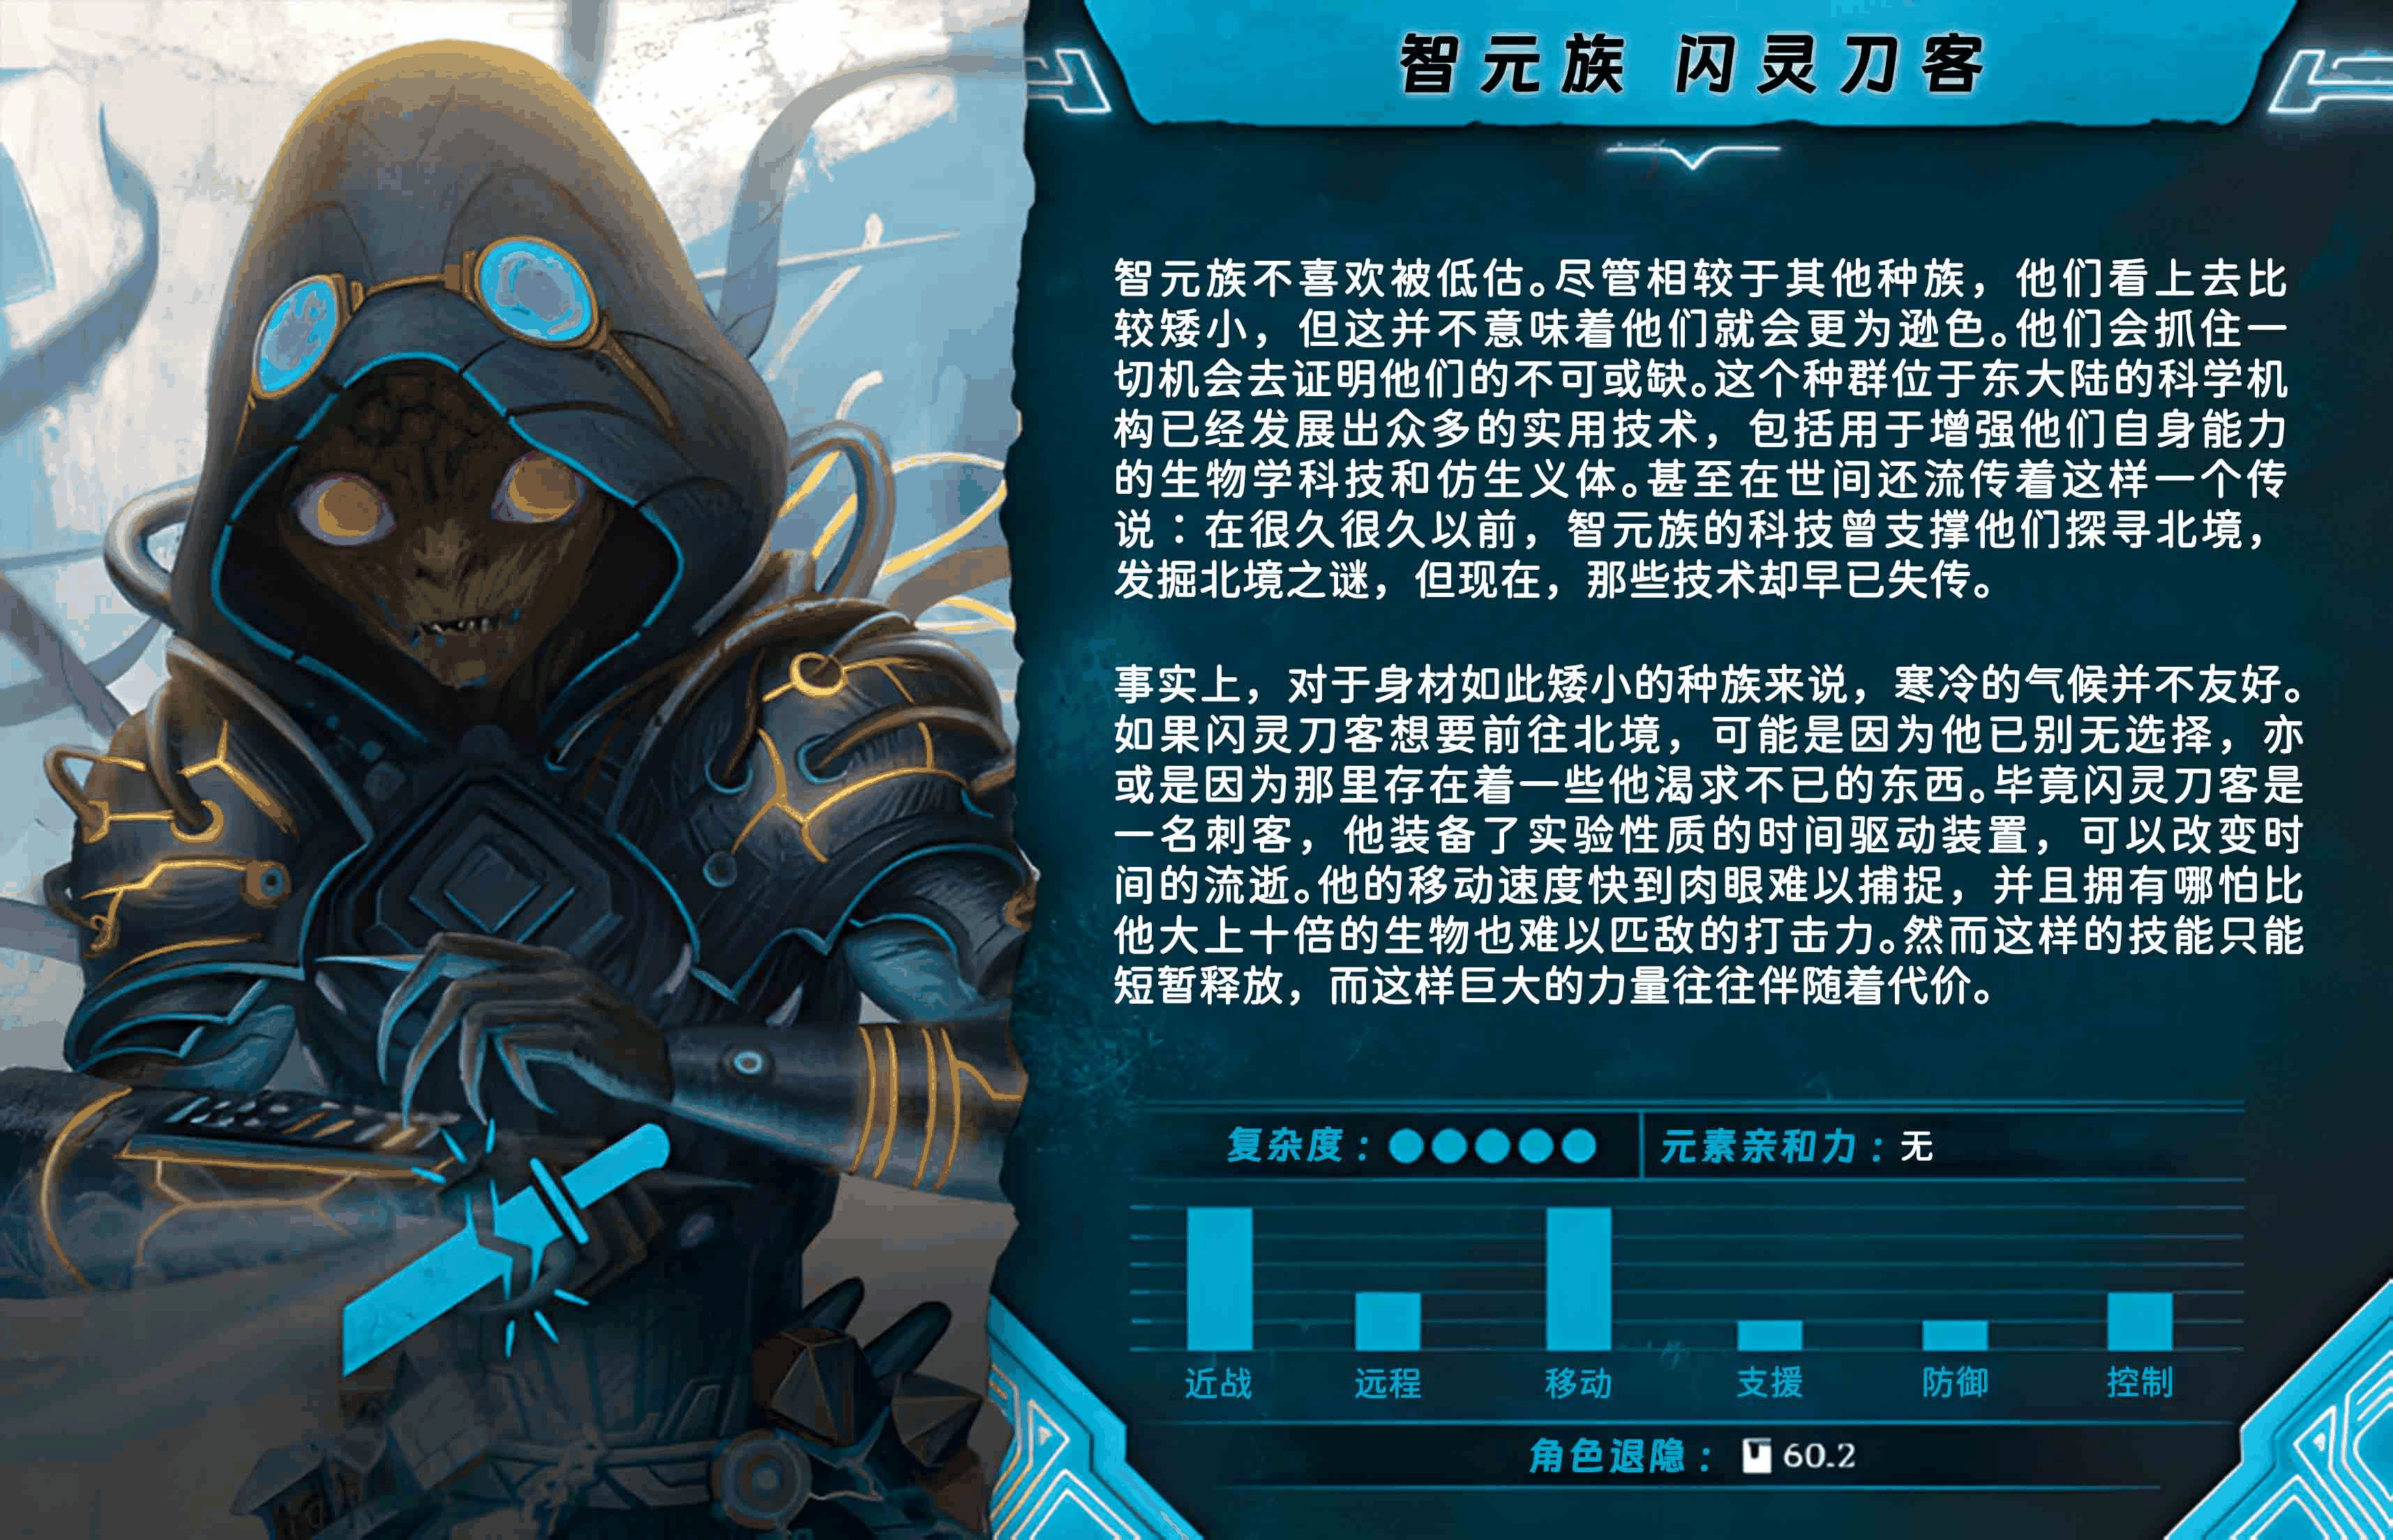 智元族 闪灵刀客
智元族不喜欢被低估。尽管相较于其他种族，他们看上去比
较矮小，但这并不意味着他们就会更为逊色。他们会抓住一
切机会去证明他们的不可或缺。这个种群位于东大陆的科学机
构已经发展出众多的实用技术，包括用于增强他们自身能力
的生物学科技和仿生义体。甚至在世间还流传着这样一个传
说：在很久很久以前，智元族的科技曾支撑他们探寻北境，
发掘北境之谜，但现在，那些技术却早已失传。
事实上，对于身材如此矮小的种族来说，寒冷的气候并不友好。
如果闪灵刀客想要前往北境，可能是因为他已别无选择，亦
或是因为那里存在着一些他渴求不已的东西。毕竟闪灵刀客是
一名刺客，他装备了实验性质的时间驱动装置，可以改变时
间的流逝。他的移动速度快到肉眼难以捕捉，并且拥有哪怕比
他大上十倍的生物也难以匹敌的打击力。然而这样的技能只能
短暂释放，而这样巨大的力量往往伴随着代价。
复杂度： 元素亲和力：无
近战 远程 移动 支援 防御 控制
角色退隐： 60.2